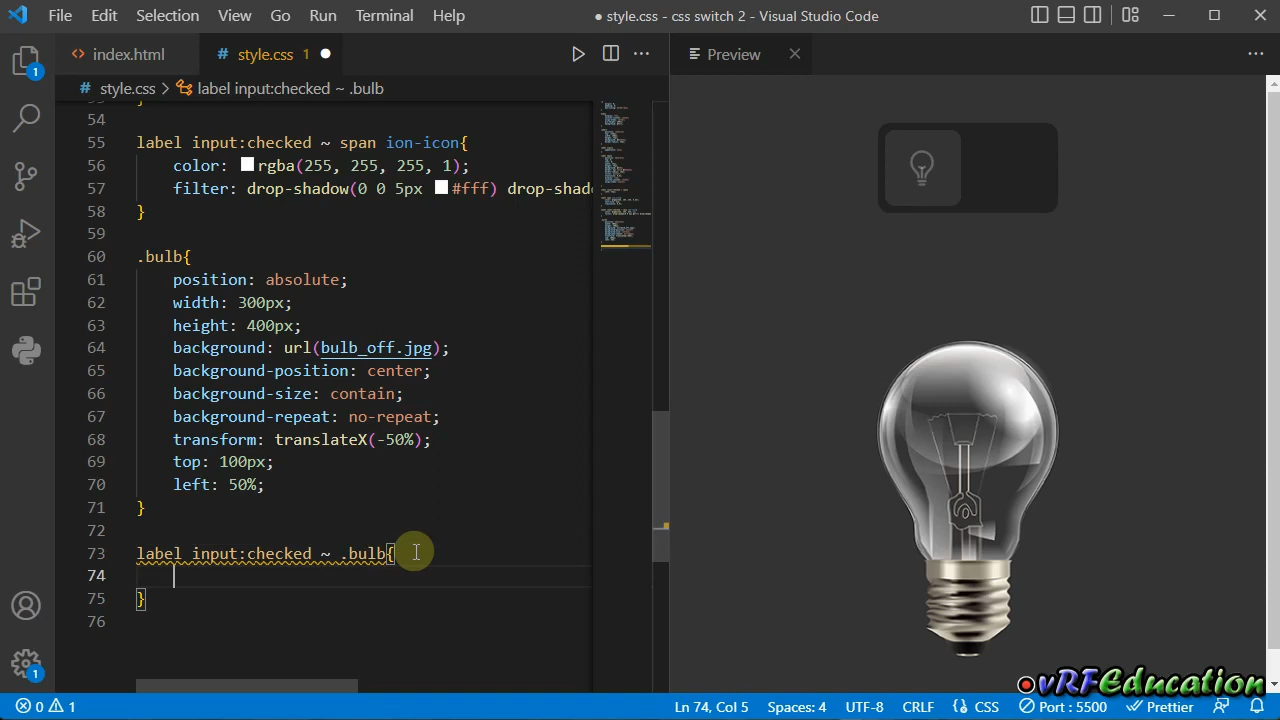 File Edit Selection View Go Run Terminal Help ● style.css - css switch 2 - Visual Studio Code
1
index.html # style.css 1 ●
# style.css > label input:checked ~ .bulb
Preview
54
55 label input:checked ~ span ion-icon{
56 color: rgba(255, 255, 255, 1);
57 filter: drop-shadow(0 0 5px #fff) drop-shado
58 }
59
60 .bulb{
61 position: absolute;
62 width: 300px;
63 height: 400px;
64 background: url(bulb_off.jpg);
65 background-position: center;
66 background-size: contain;
67 background-repeat: no-repeat;
68 transform: translateX(-50%);
69 top: 100px;
70 left: 50%;
71 }
72
73 label input:checked ~ .bulb{
74
75 }
76
1
vRFEducation
0 1 Ln 74, Col 5 Spaces: 4 UTF-8 CRLF {} CSS Port : 5500 Prettier